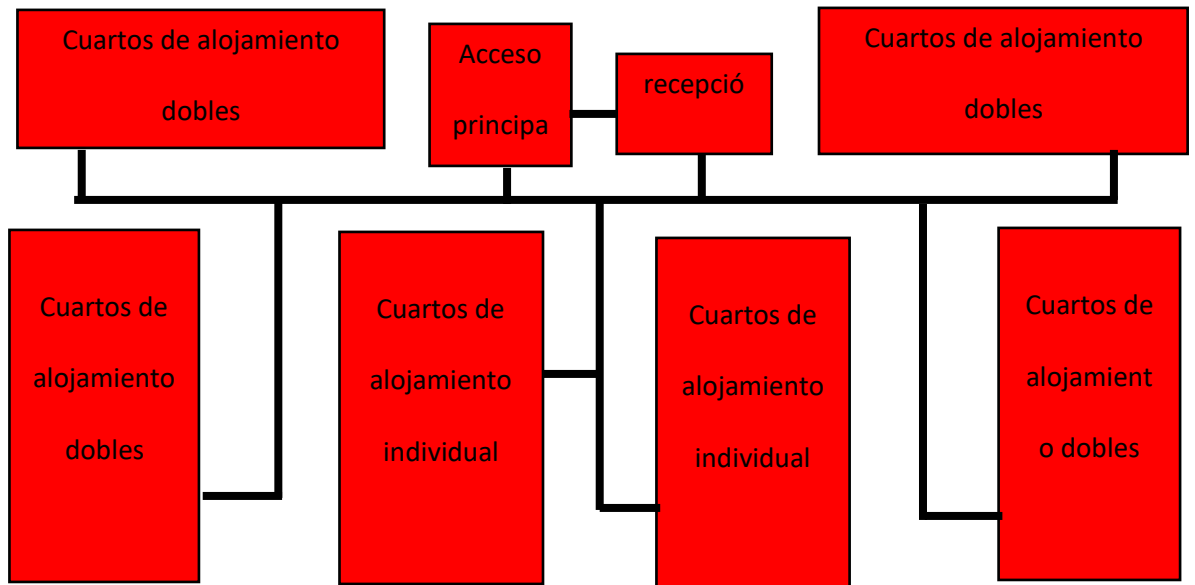 Cuartos de alojamiento
dobles
Acceso
principa
recepció
Cuartos de alojamiento
dobles
Cuartos de
alojamiento
dobles
Cuartos de
alojamiento
individual
Cuartos de
alojamiento
individual
Cuartos de
alojamient
o dobles